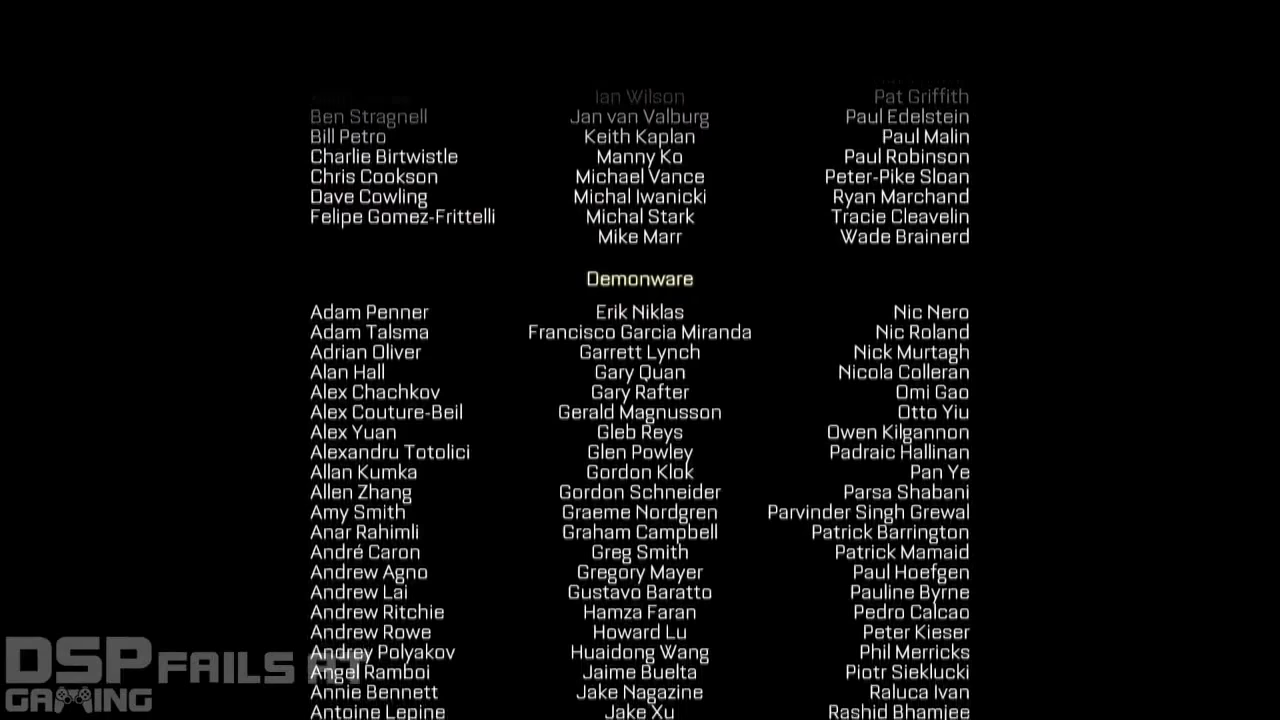 Ian Wilson Pat Griffith
Ben Stragnell Jan van Valburg Paul Edelstein
Bill Petro Keith Kaplan Paul Malin
Charlie Birtwistle Manny Ko Paul Robinson
Chris Cookson Michael Vance Peter-Pike Sloan
Dave Cowling Michal Iwanicki Ryan Marchand
Felipe Gomez-Frittelli Michal Stark Tracie Cleavelin
Mike Marr Wade Brainerd
Demonware
Adam Penner Erik Niklas Nic Nero
Adam Talsma Francisco Garcia Miranda Nic Roland
Adrian Oliver Garrett Lynch Nick Murtagh
Alan Hall Gary Quan Nicola Colleran
Alex Chachkov Gary Rafter Omi Gao
Alex Couture-Beil Gerald Magnusson Otto Yiu
Alex Yuan Gleb Reys Owen Kilgannon
Alexandru Totolici Glen Powley Padraic Hallinan
Allan Kumka Gordon Klok Pan Ye
Allen Zhang Gordon Schneider Parsa Shabani
Amy Smith Graeme Nordgren Parvinder Singh Grewal
Anar Rahimli Graham Campbell Patrick Barrington
André Caron Greg Smith Patrick Mamaid
Andrew Agno Gregory Mayer Paul Hoefgen
Andrew Lai Gustavo Baratto Pauline Byrne
Andrew Ritchie Hamza Faran Pedro Calcao
Andrew Rowe Howard Lu Peter Kieser
Andrey Polyakov Huaidong Wang Phil Merricks
Angel Ramboi Jaime Buelta Piotr Sieklucki
Annie Bennett Jake Nagazine Raluca Ivan
Antoine Lepine Jake Xu Rashid Bhamjee
DSP FAILS AT
GAMING